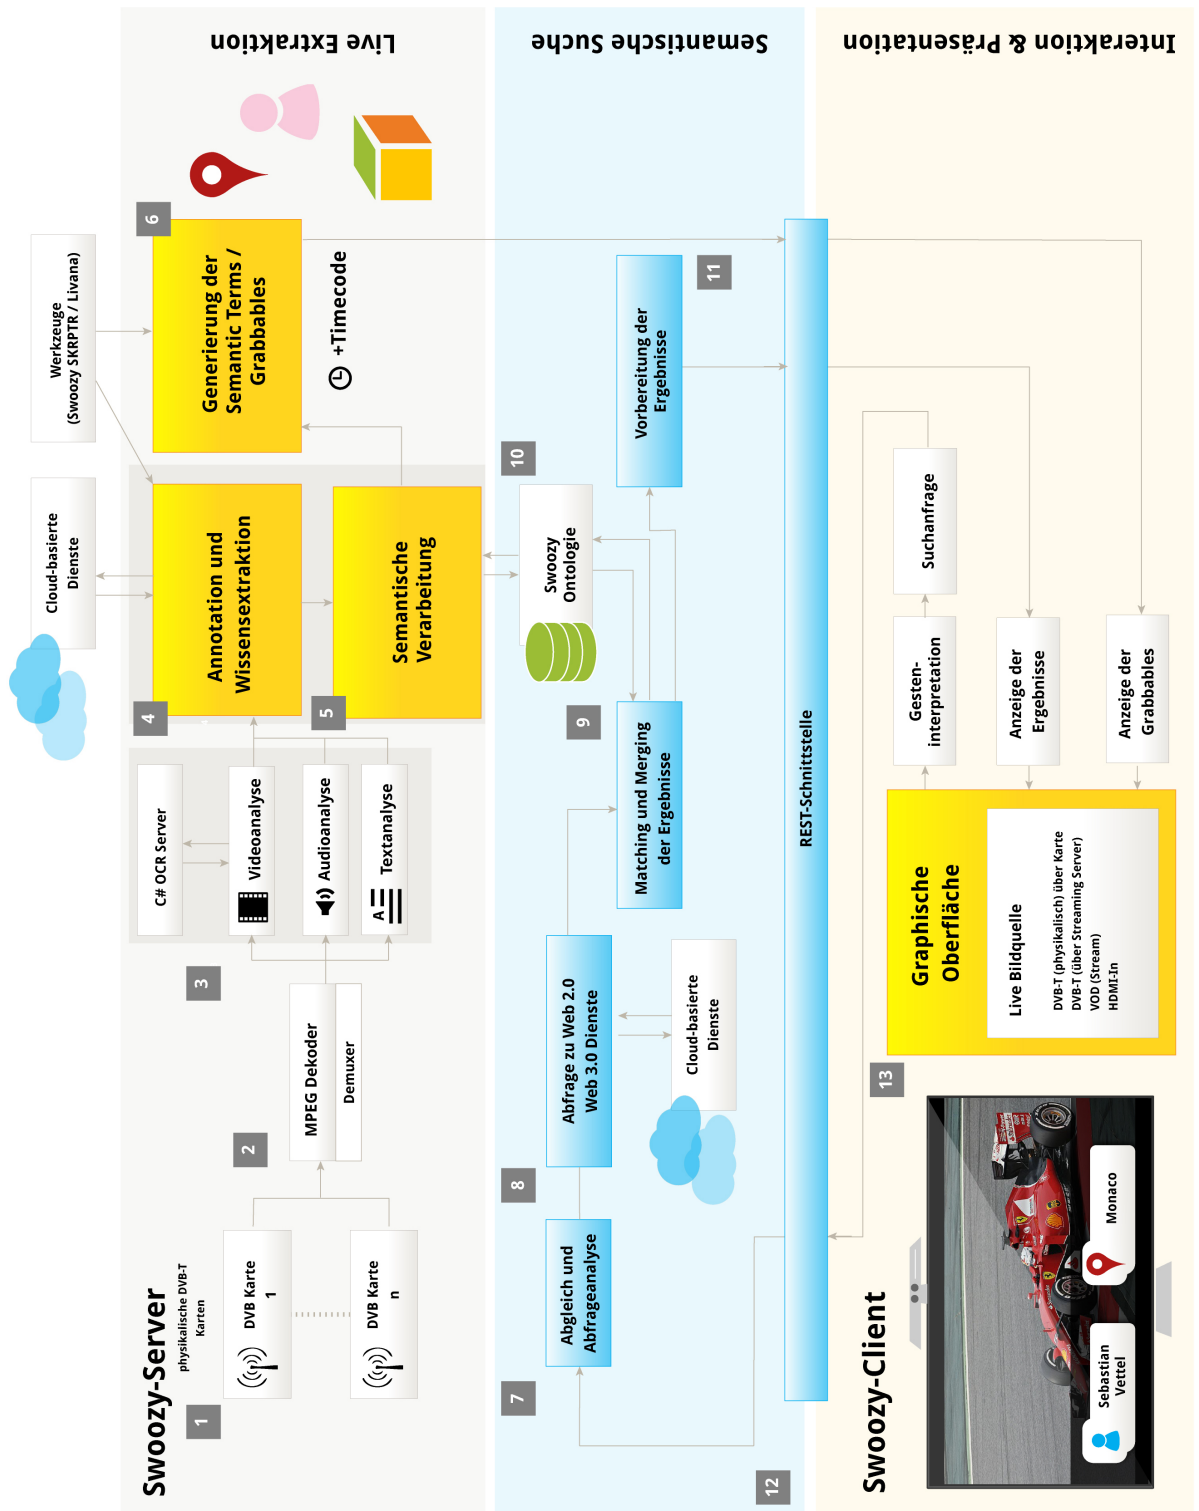 Swoozy-Server
Live Extraktion
1
physikalische DVB-T
Karten
DVB Karte
1
DVB Karte
n
2
MPEG Dekoder
Demuxer
3
C# OCR Server
Videoanalyse
Audioanalyse
A
Textanalyse
Cloud-basierte
Dienste
4
Annotation und
Wissensextraktion
5
Semantische
Verarbeitung
Werkzeuge
(Swoozy SKRPTR / Livana)
6
Generierung der
Semantic Terms /
Grabbables
+Timecode
Semantische Suche
7
Abgleich und
Abfrageanalyse
8
Abfrage zu Web 2.0
Web 3.0 Dienste
Cloud-basierte
Dienste
9
Matching und Merging
der Ergebnisse
10
Swoozy
Ontologie
11
Vorbereitung der
Ergebnisse
12
REST-Schnittstelle
Swoozy-Client
Interaktion & Präsentation
Sebastian
Vettel
Monaco
13
Graphische
Oberfläche
Live Bildquelle
DVB-T (physikalisch) über Karte
DVB-T (über Streaming Server)
VOD (Stream)
HDMI-In
Gesten-
interpretation
Suchanfrage
Anzeige der
Ergebnisse
Anzeige der
Grabbables